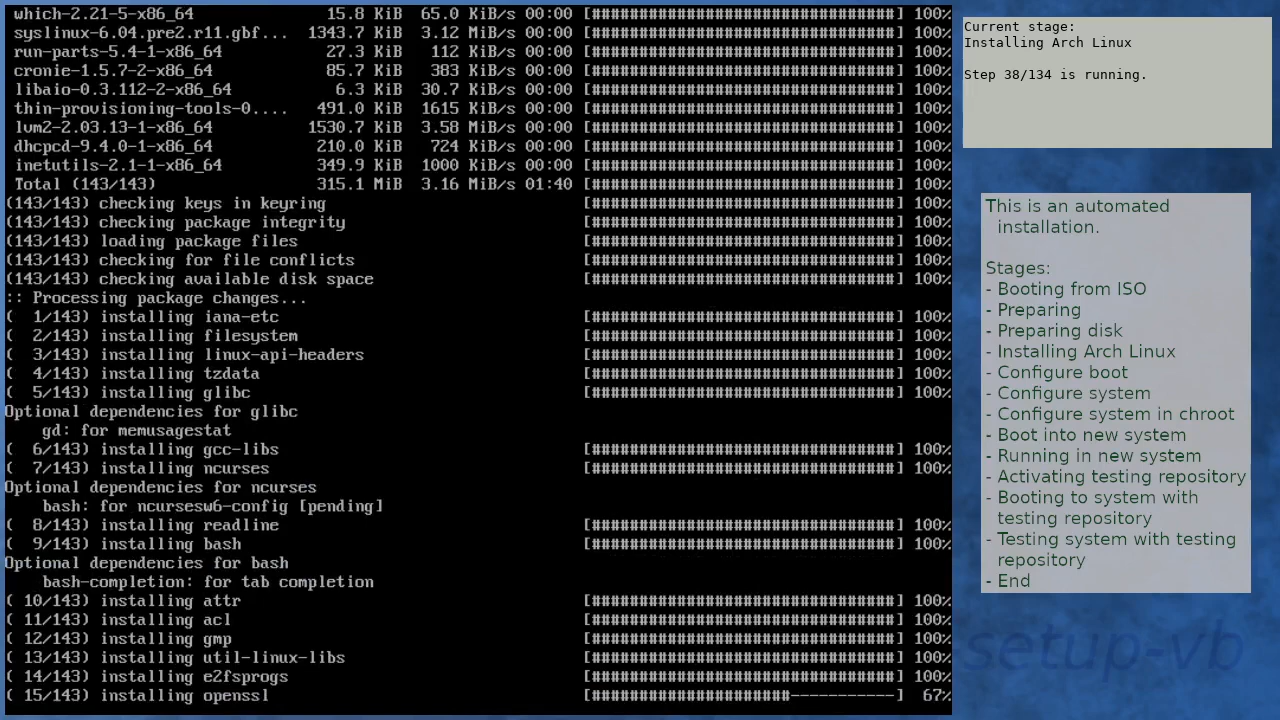 which-2.21-5-x86_64 15.8 KiB 65.0 KiB/s 00:00 [################################] 100%
syslinux-6.04.pre2.r11.gbf... 1343.7 KiB 3.12 MiB/s 00:00 [################################] 100%
run-parts-5.4-1-x86_64 27.3 KiB 112 KiB/s 00:00 [################################] 100%
cronie-1.5.7-2-x86_64 85.7 KiB 383 KiB/s 00:00 [################################] 100%
libaio-0.3.112-2-x86_64 6.3 KiB 30.7 KiB/s 00:00 [################################] 100%
thin-provisioning-tools-0.... 491.0 KiB 1615 KiB/s 00:00 [################################] 100%
lvm2-2.03.13-1-x86_64 1530.7 KiB 3.58 MiB/s 00:00 [################################] 100%
dhcpcd-9.4.0-1-x86_64 210.0 KiB 724 KiB/s 00:00 [################################] 100%
inetutils-2.1-1-x86_64 349.9 KiB 1000 KiB/s 00:00 [################################] 100%
Total (143/143) 315.1 MiB 3.16 MiB/s 01:40 [################################] 100%
(143/143) checking keys in keyring [################################] 100%
(143/143) checking package integrity [################################] 100%
(143/143) loading package files [################################] 100%
(143/143) checking for file conflicts [################################] 100%
(143/143) checking available disk space [################################] 100%
:: Processing package changes...
( 1/143) installing iana-etc [################################] 100%
( 2/143) installing filesystem [################################] 100%
( 3/143) installing linux-api-headers [################################] 100%
( 4/143) installing tzdata [################################] 100%
( 5/143) installing glibc [################################] 100%
Optional dependencies for glibc
gd: for memusagestat
( 6/143) installing gcc-libs [################################] 100%
( 7/143) installing ncurses [################################] 100%
Optional dependencies for ncurses
bash: for ncursesw6-config [pending]
( 8/143) installing readline [################################] 100%
( 9/143) installing bash [################################] 100%
Optional dependencies for bash
bash-completion: for tab completion
( 10/143) installing attr [################################] 100%
( 11/143) installing acl [################################] 100%
( 12/143) installing gmp [################################] 100%
( 13/143) installing util-linux-libs [################################] 100%
( 14/143) installing e2fsprogs [################################] 100%
( 15/143) installing openssl [#####################-----------] 67%
Current stage:
Installing Arch Linux
Step 38/134 is running.
This is an automated
installation.
Stages:
- Booting from ISO
- Preparing
- Preparing disk
- Installing Arch Linux
- Configure boot
- Configure system
- Configure system in chroot
- Boot into new system
- Running in new system
- Activating testing repository
- Booting to system with
testing repository
- Testing system with testing
repository
- End
setup-vb